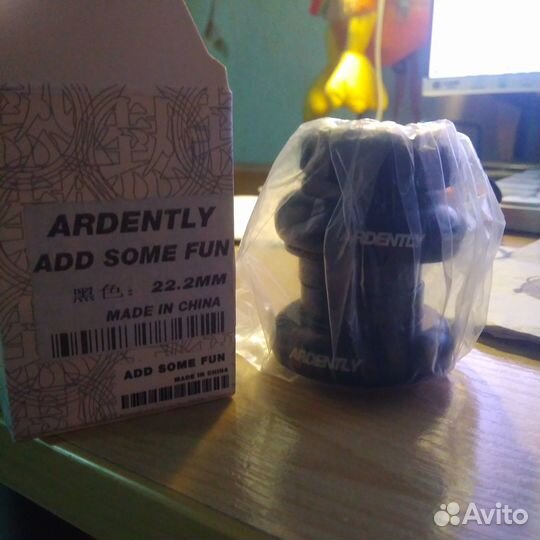 ARDENTLY
ADD SOME FUN
黑色: 22.2MM
MADE IN CHINA
ADD SOME FUN
MADE IN CHINA
ARDENTLY
ARDENTLY
Avito